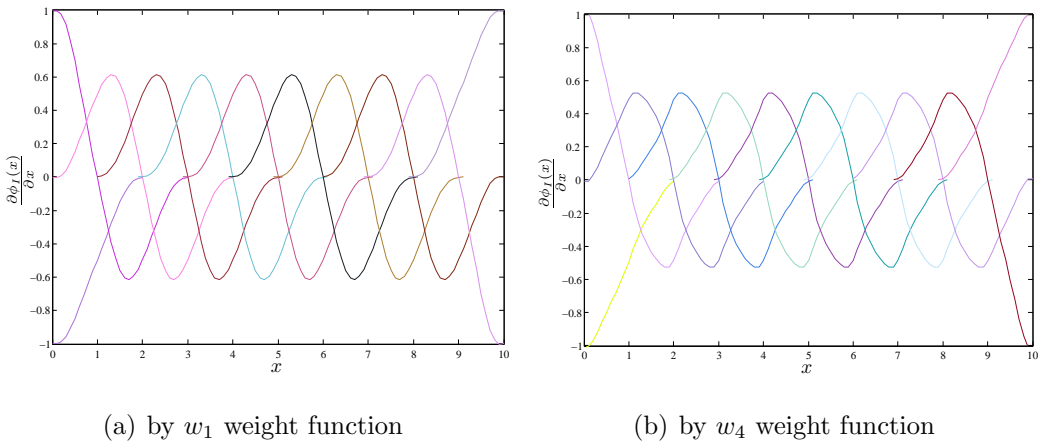 1
0.8
0.6
0.4
0.2
0
−0.2
−0.4
−0.6
−0.8
−1
0 1 2 3 4 5 6 7 8 9 10
x
∂ϕ_I(x)
∂x
(a) by w₁ weight function
1
0.8
0.6
0.4
0.2
0
−0.2
−0.4
−0.6
−0.8
−1
0 1 2 3 4 5 6 7 8 9 10
x
∂ϕ_I(x)
∂x
(b) by w₄ weight function